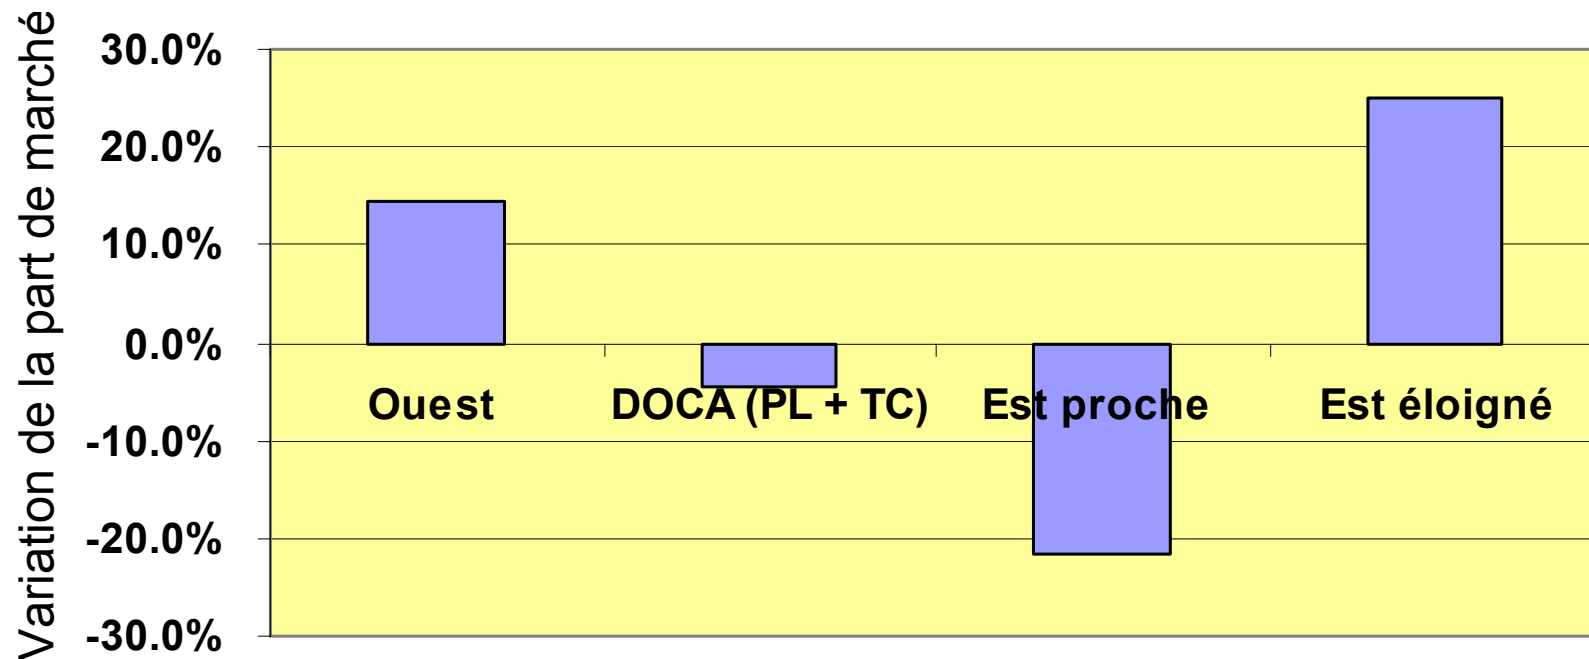 Variation de la part de marché
30.0%
20.0%
10.0%
0.0%
-10.0%
-20.0%
-30.0%
Ouest
DOCA (PL + TC)
Est proche
Est éloigné